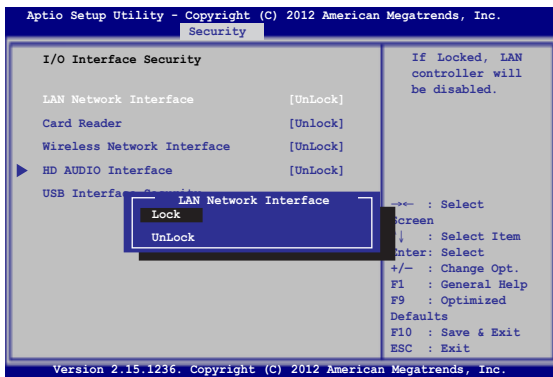 Aptio Setup Utility - Copyright (C) 2012 American Megatrends, Inc.
Security
I/O Interface Security
LAN Network Interface [UnLock]
Card Reader [Unlock]
Wireless Network Interface [UnLock]
HD AUDIO Interface [UnLock]
USB Interface Security
LAN Network Interface
Lock
UnLock
If Locked, LAN
controller will
be disabled.
→← : Select
Screen
↑↓ : Select Item
Enter: Select
+/— : Change Opt.
F1 : General Help
F9 : Optimized
Defaults
F10 : Save & Exit
ESC : Exit
Version 2.15.1236. Copyright (C) 2012 American Megatrends, Inc.